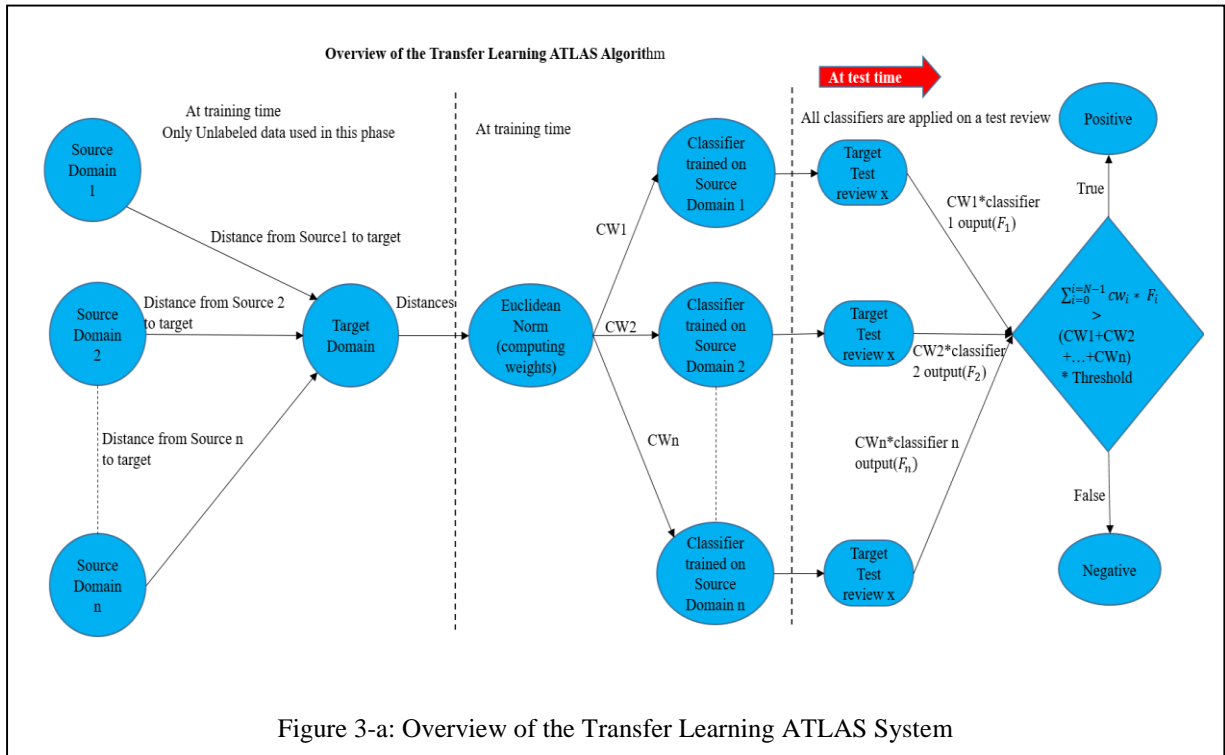 Overview of the Transfer Learning ATLAS Algorithm
At training time
Only Unlabeled data used in this phase
Source
Domain
1
Distance from Source1 to target
Source
Domain
2
Distance from Source 2
to target
Distance from Source n
to target
Source
Domain
n
Target
Domain
Distances
At training time
Euclidean
Norm
(computing
weights)
CW1
CW2
CWn
Classifier
trained on
Source
Domain 1
Classifier
trained on
Source
Domain 2
Classifier
trained on
Source
Domain n
At test time
All classifiers are applied on a test review
Target
Test
review x
Target
Test
review x
Target
Test
review x
CW1*classifier
1 ouput(F₁)
CW2*classifier
2 output(F₂)
CWn*classifier n
output(Fₙ)
Positive
True
∑_{i=0}^{i=N−1} cwᵢ * Fᵢ
>
(CW1+CW2
+…+CWn)
* Threshold
False
Negative
Figure 3-a: Overview of the Transfer Learning ATLAS System